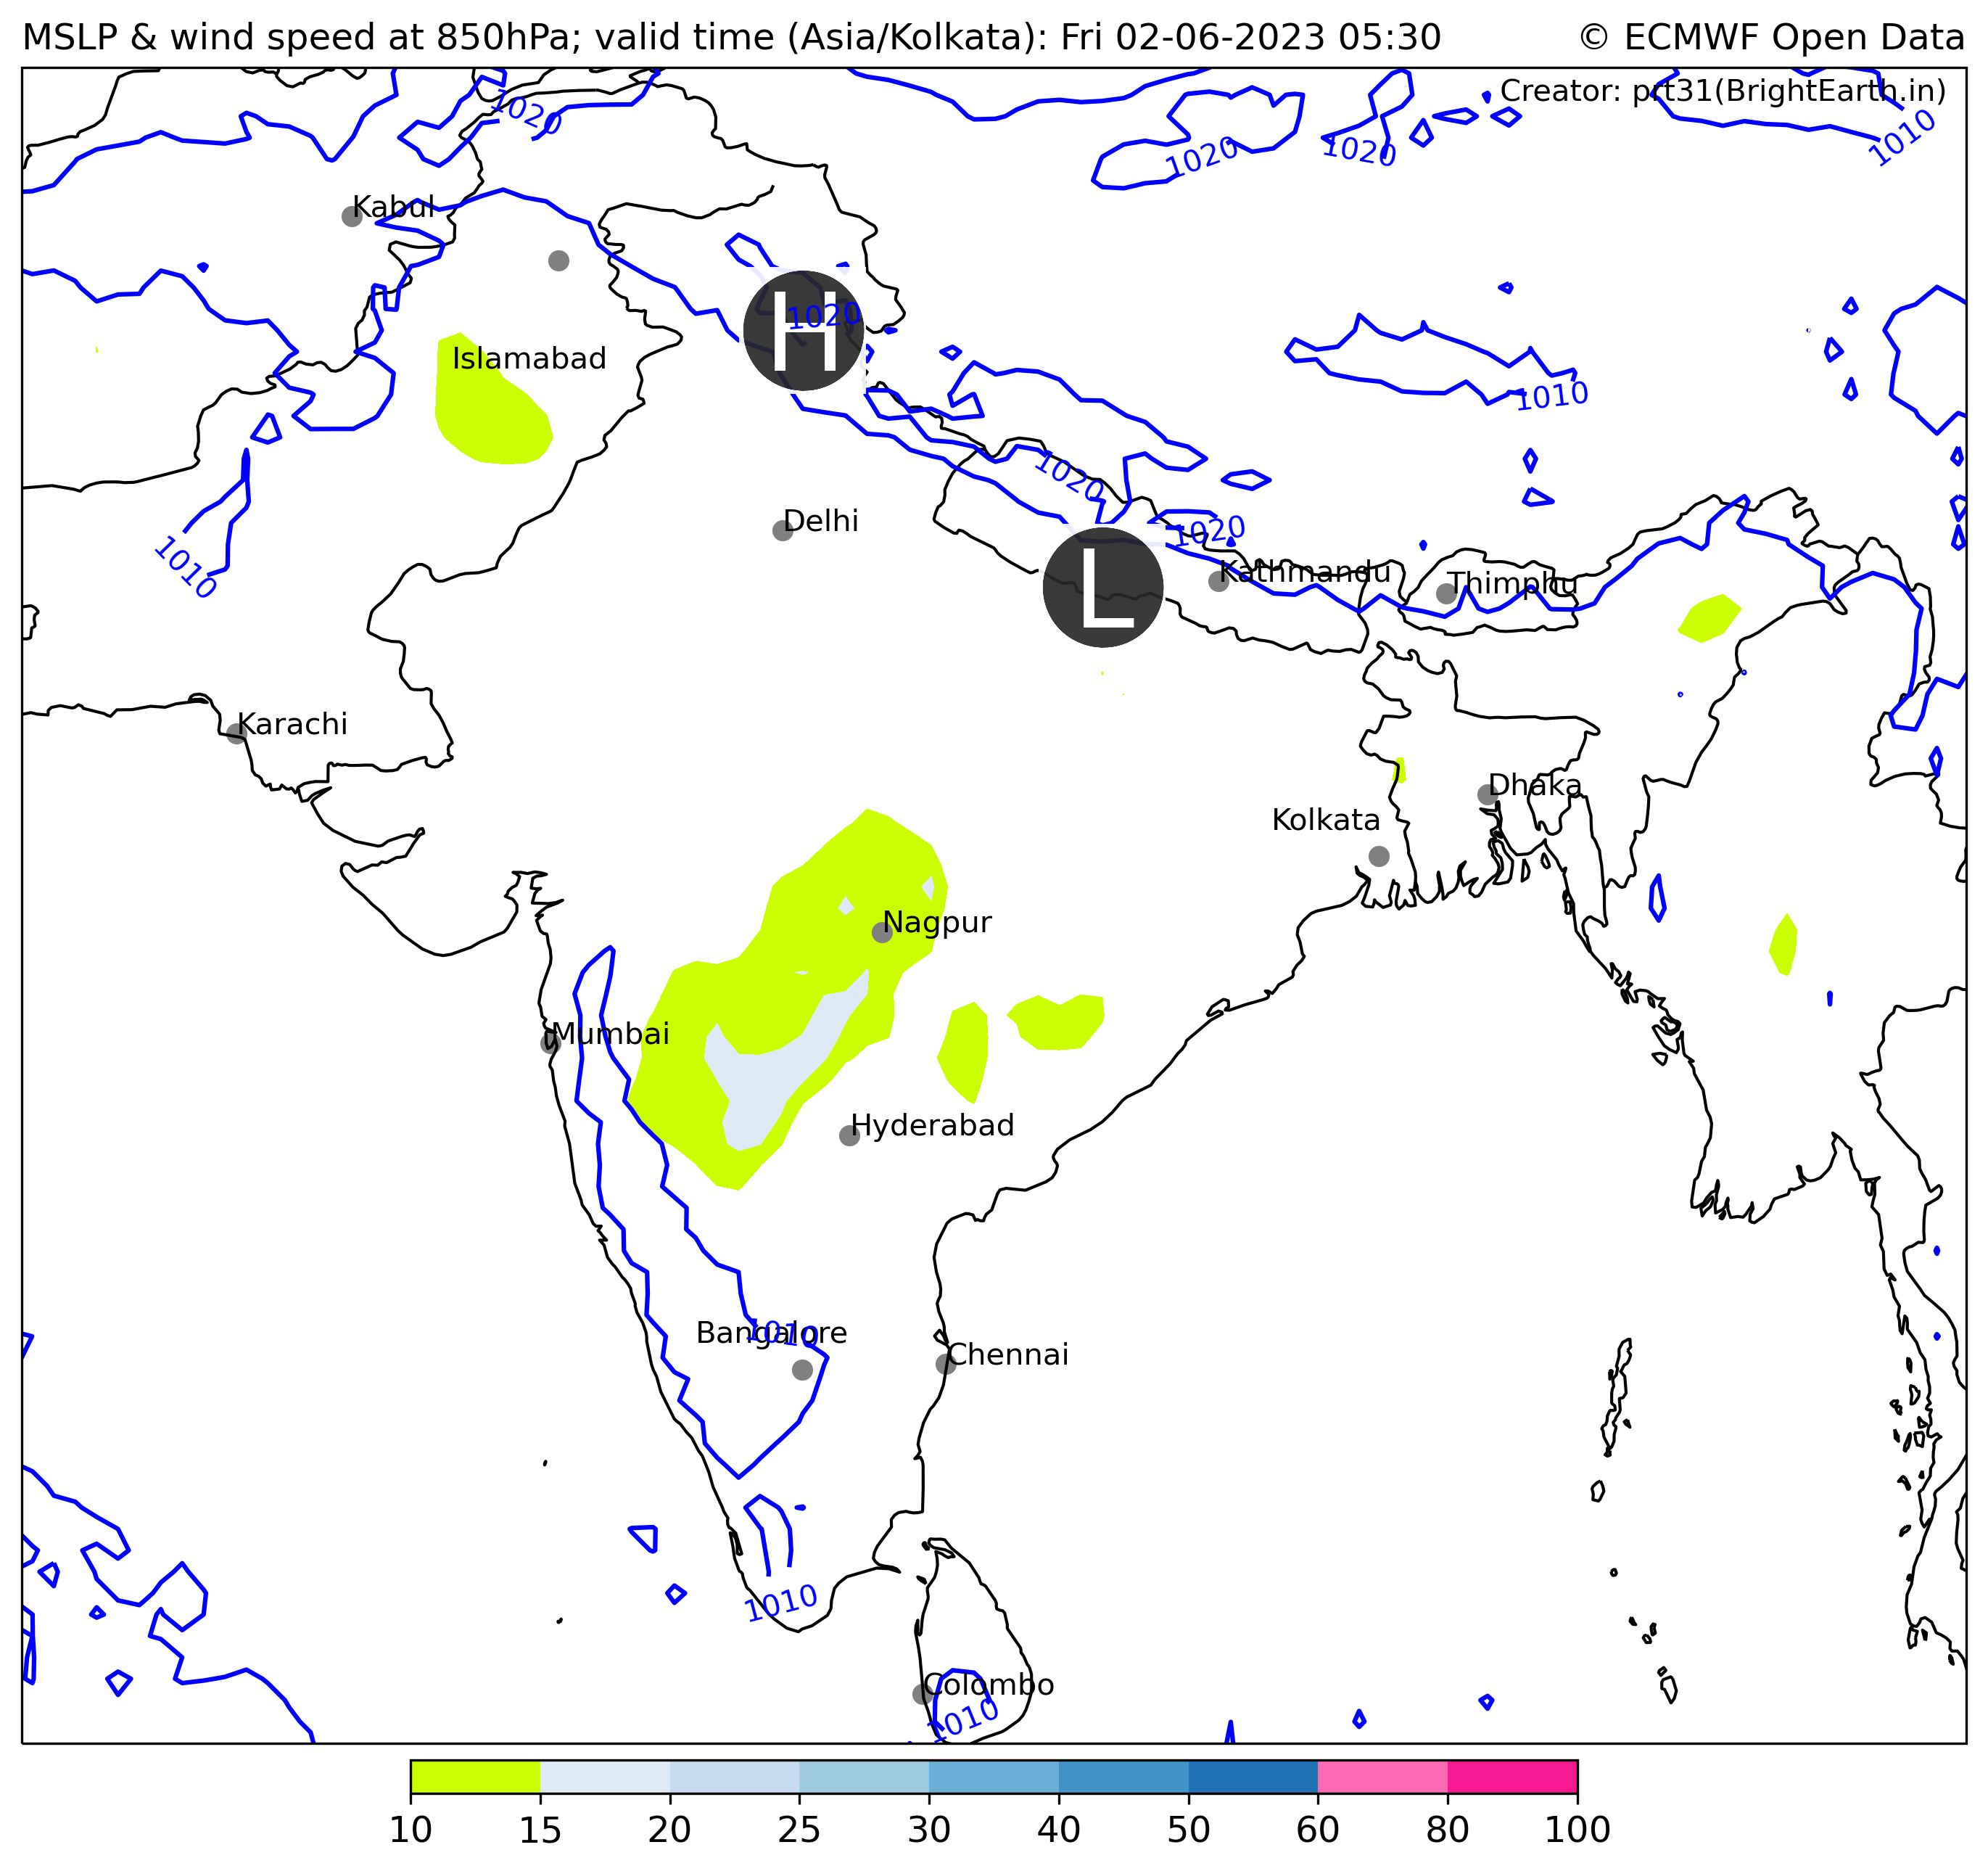 MSLP & wind speed at 850hPa; valid time (Asia/Kolkata): Fri 02-06-2023 05:30
© ECMWF Open Data
Creator: prt31(BrightEarth.in)
1020
1020
1020
1010
Kabul
H
1020
Islamabad
1010
1020
Delhi
1020
1010
Kathmandu
Thimphu
L
Karachi
Dhaka
Kolkata
Nagpur
Mumbai
Hyderabad
Bangalore
1010
Chennai
1010
Colombo
1010
10 15 20 25 30 40 50 60 80 100